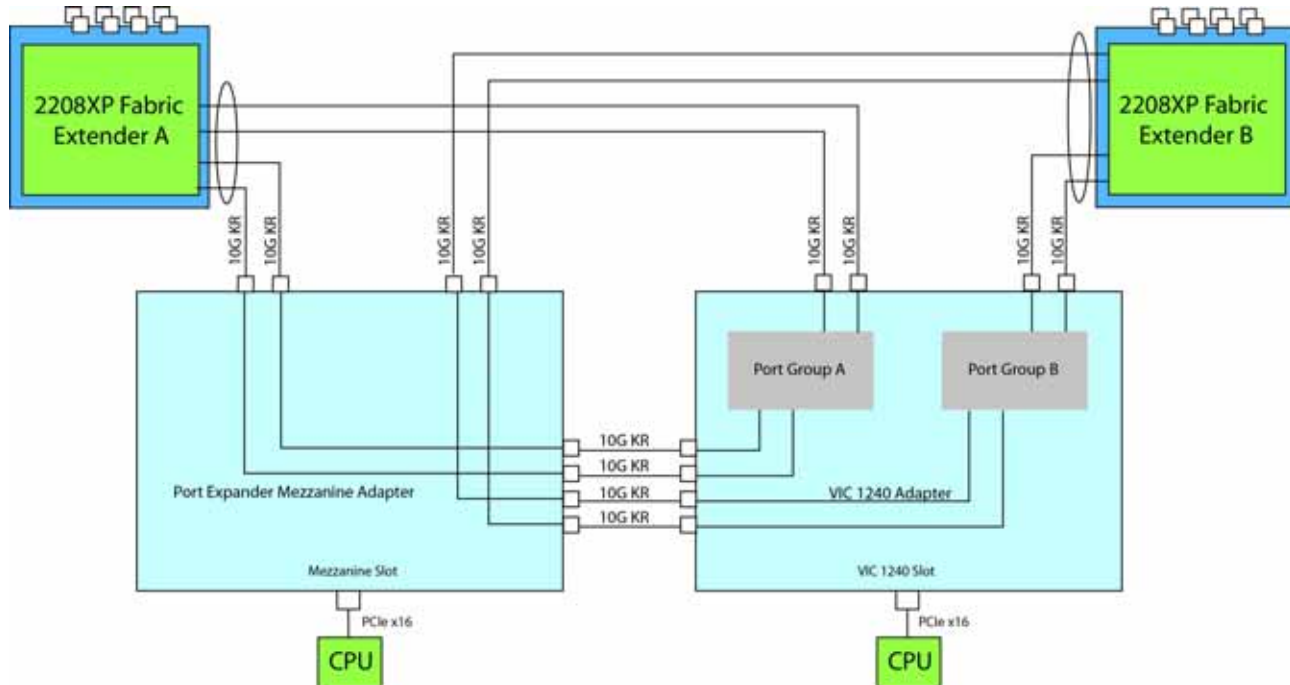 2208XP Fabric
Extender A
2208XP Fabric
Extender B
10G KR
10G KR
10G KR
10G KR
10G KR
10G KR
10G KR
10G KR
Port Group A
Port Group B
10G KR
10G KR
10G KR
10G KR
Port Expander Mezzanine Adapter
VIC 1240 Adapter
Mezzanine Slot
VIC 1240 Slot
PCIe x16
PCIe x16
CPU
CPU